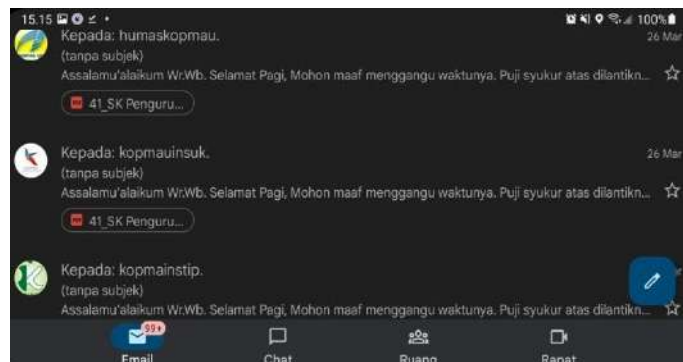 15.15
100%
Kepada: humaskopmau.
26 Mar
(tanpa subjek)
Assalamu'alaikum Wr.Wb. Selamat Pagi, Mohon maaf menggangu waktunya. Puji syukur atas dilantikn...
41_SK Penguru...
Kepada: kopmauinsuk.
26 Mar
(tanpa subjek)
Assalamu'alaikum Wr.Wb. Selamat Pagi, Mohon maaf menggangu waktunya. Puji syukur atas dilantikn...
41_SK Penguru...
Kepada: kopmainstip.
(tanpa subjek)
Assalamu'alaikum Wr.Wb. Selamat Pagi, Mohon maaf menggangu waktunya. Puji syukur atas dilantikn...
99+
Email
Chat
Ruang
Rapat